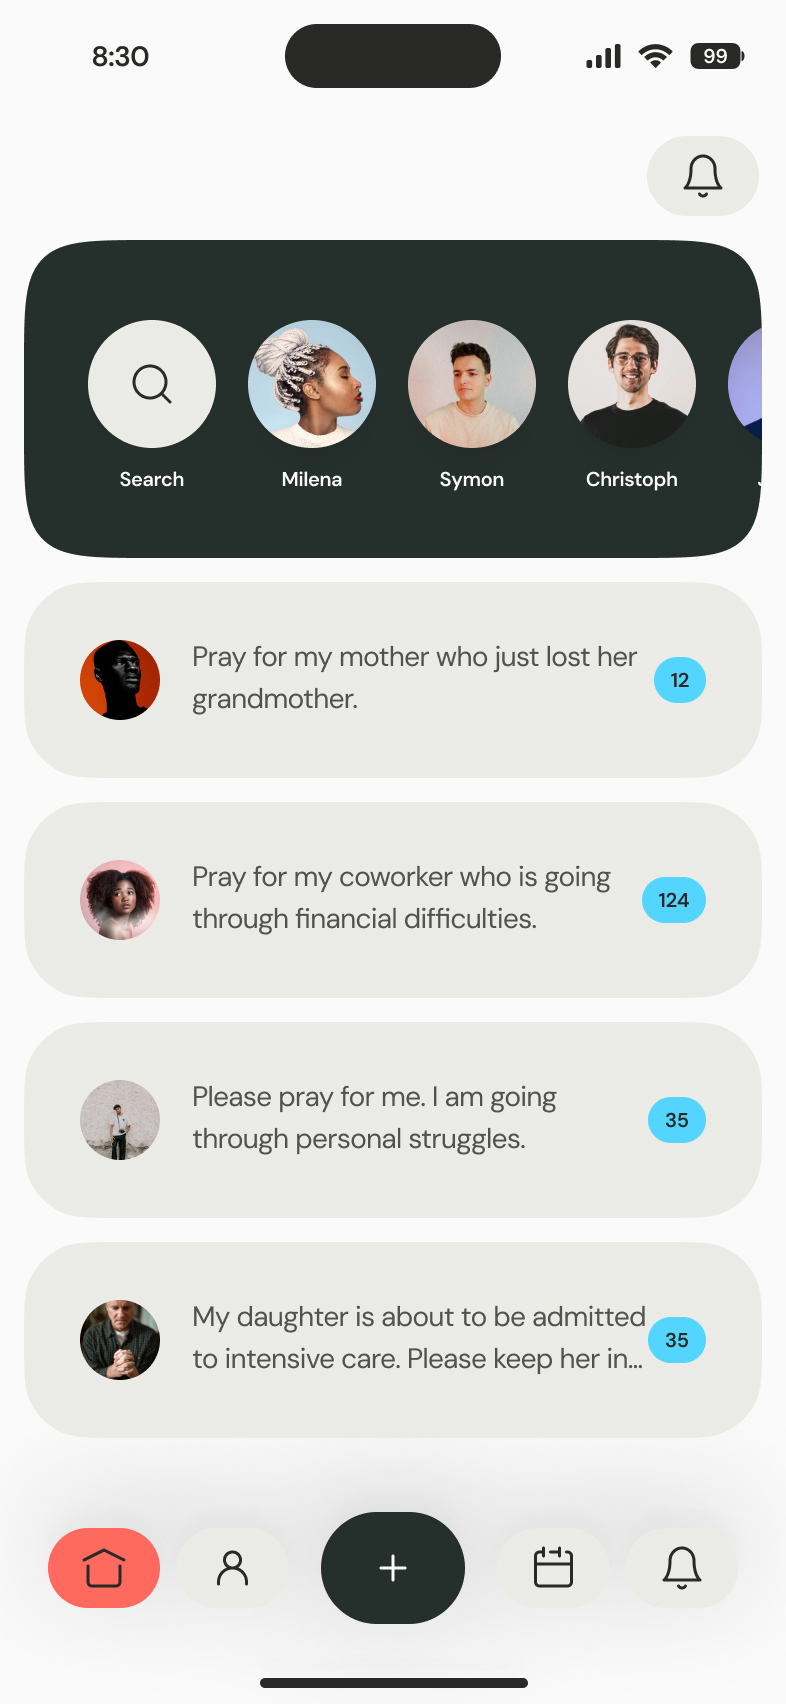 8:30
99
Search
Milena
Symon
Christoph
Pray for my mother who just lost her
grandmother.
12
Pray for my coworker who is going
through financial difficulties.
124
Please pray for me. I am going
through personal struggles.
35
My daughter is about to be admitted
to intensive care. Please keep her in...
35